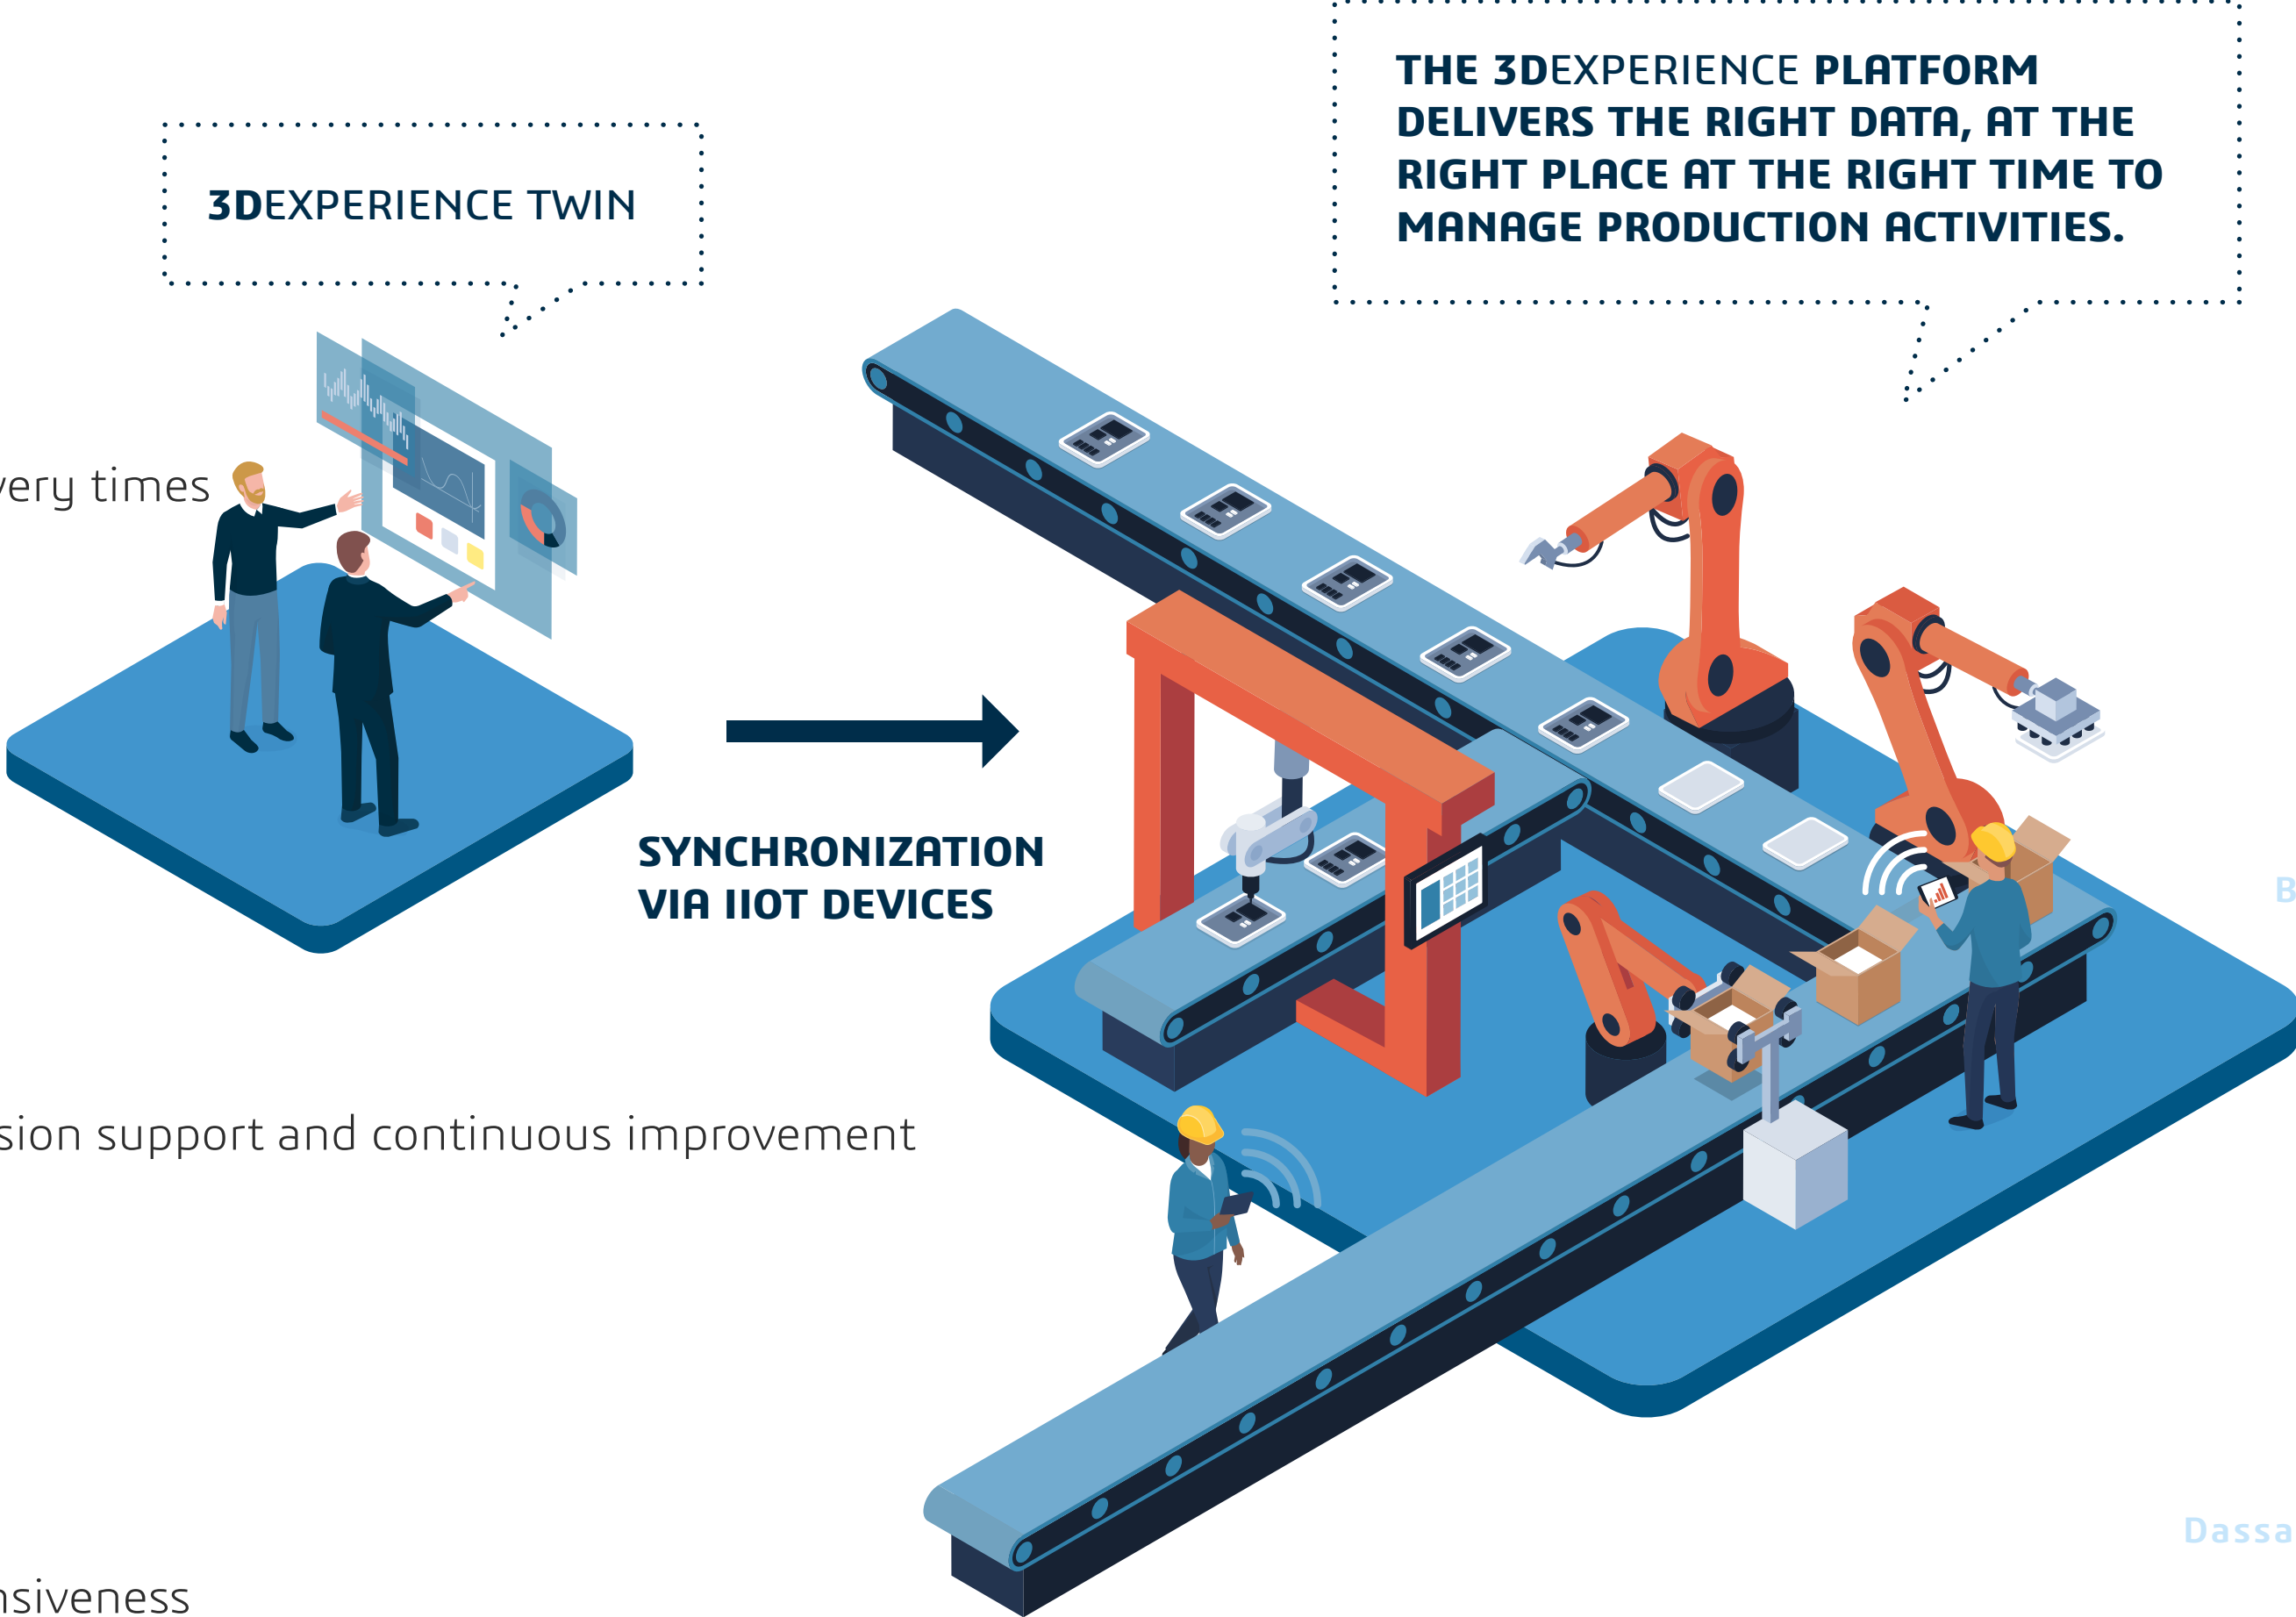 THE 3DEXPERIENCE PLATFORM
DELIVERS THE RIGHT DATA, AT THE
RIGHT PLACE AT THE RIGHT TIME TO
MANAGE PRODUCTION ACTIVITIES.
3DEXPERIENCE TWIN
very times
SYNCHRONIZATION
VIA IIOT DEVICES
B
sion support and continuous improvement
Dassa
nsiveness